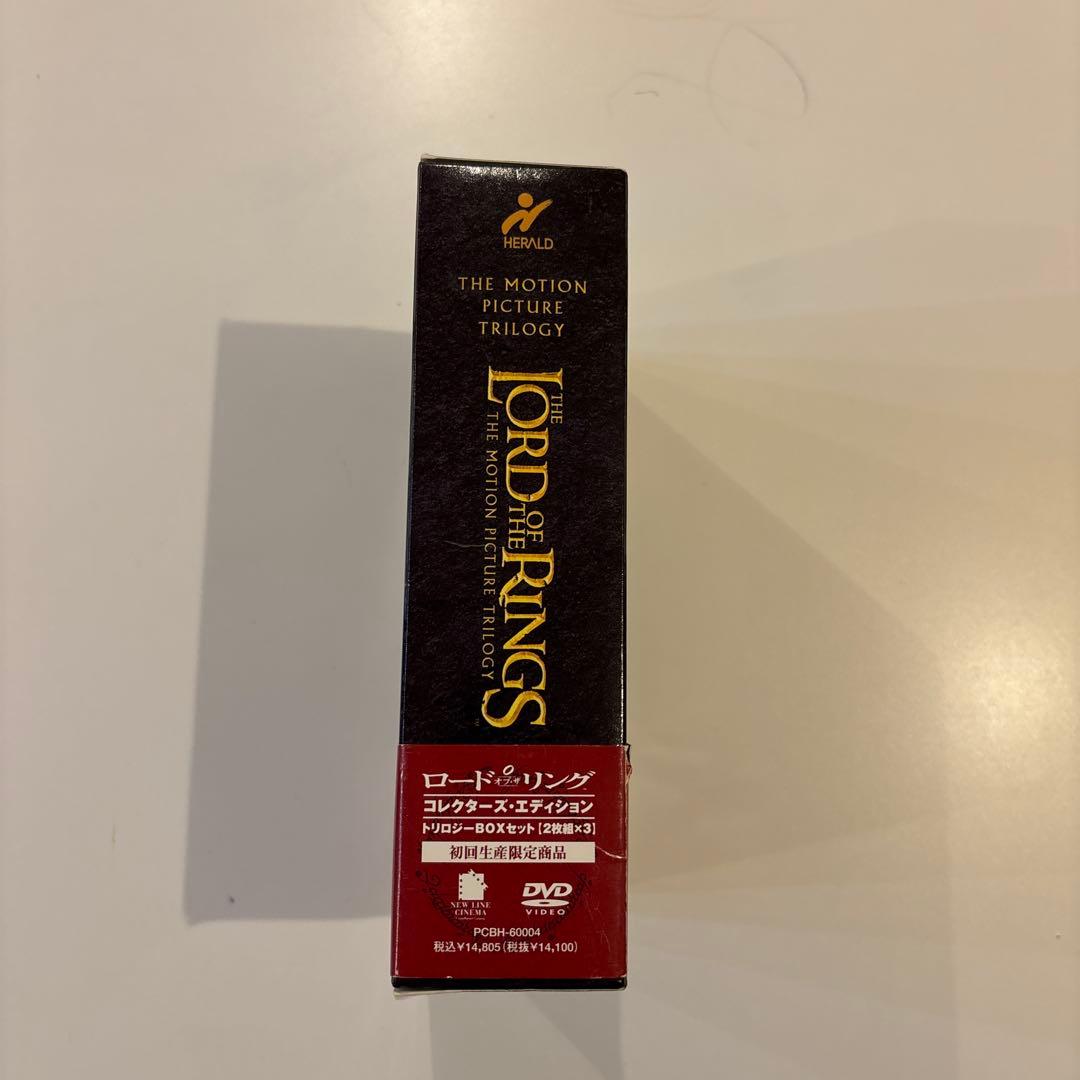 HERALD
THE MOTION
PICTURE
TRILOGY
THE LORD OF THE RINGS
THE MOTION PICTURE TRILOGY
ロード オブ・ザ リング
コレクターズ・エディション
トリロジーBOXセット【2枚組×3】
初回生産限定商品
NEW LINE
CINEMA
DVD
VIDEO
PCBH-60004
税込¥14,805(税抜¥14,100)